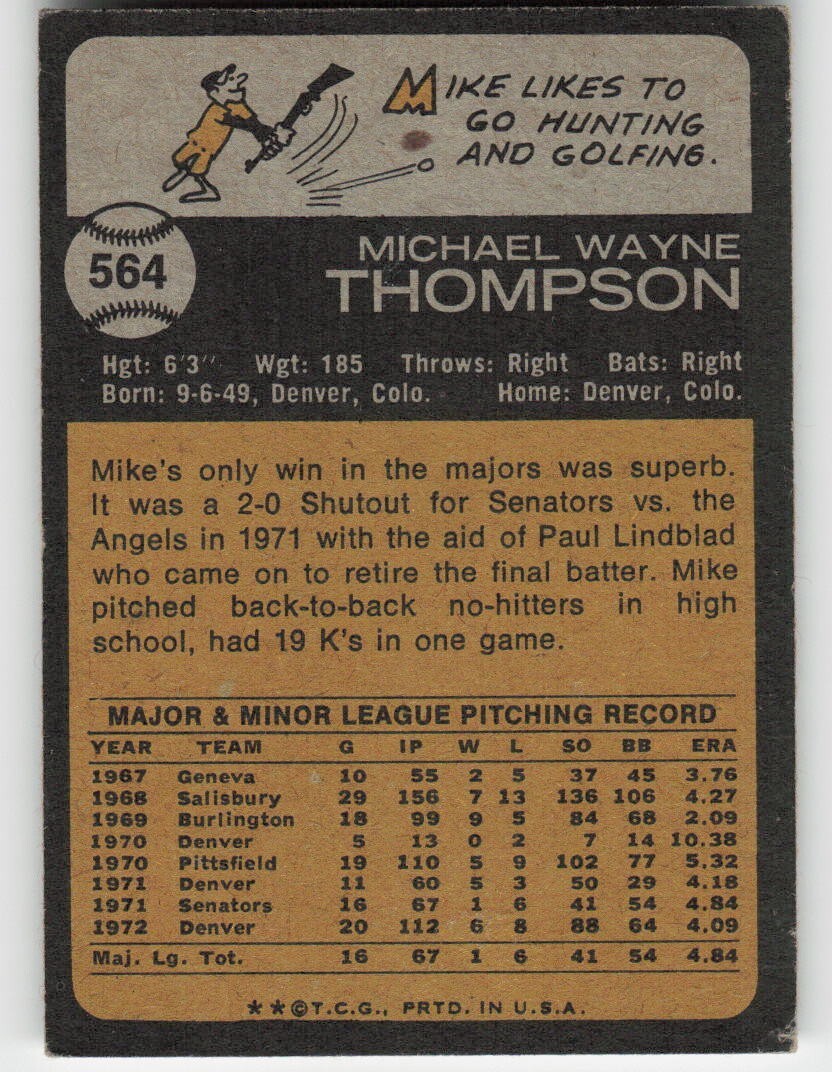 MIKE LIKES TO
GO HUNTING
AND GOLFING.
564
MICHAEL WAYNE
THOMPSON
Hgt: 6'3" Wgt: 185 Throws: Right Bats: Right
Born: 9-6-49, Denver, Colo. Home: Denver, Colo.
Mike's only win in the majors was superb.
It was a 2-0 Shutout for Senators vs. the
Angels in 1971 with the aid of Paul Lindblad
who came on to retire the final batter. Mike
pitched back-to-back no-hitters in high
school, had 19 K's in one game.
MAJOR & MINOR LEAGUE PITCHING RECORD
YEAR TEAM G IP W L SO BB ERA
1967 Geneva 10 55 2 5 37 45 3.76
1968 Salisbury 29 156 7 13 136 106 4.27
1969 Burlington 18 99 9 5 84 68 2.09
1970 Denver 5 13 0 2 7 14 10.38
1970 Pittsfield 19 110 5 9 102 77 5.32
1971 Denver 11 60 5 3 50 29 4.18
1971 Senators 16 67 1 6 41 54 4.84
1972 Denver 20 112 6 8 88 64 4.09
Maj. Lg. Tot. 16 67 1 6 41 54 4.84
**©T.C.G., PRTD. IN U.S.A.